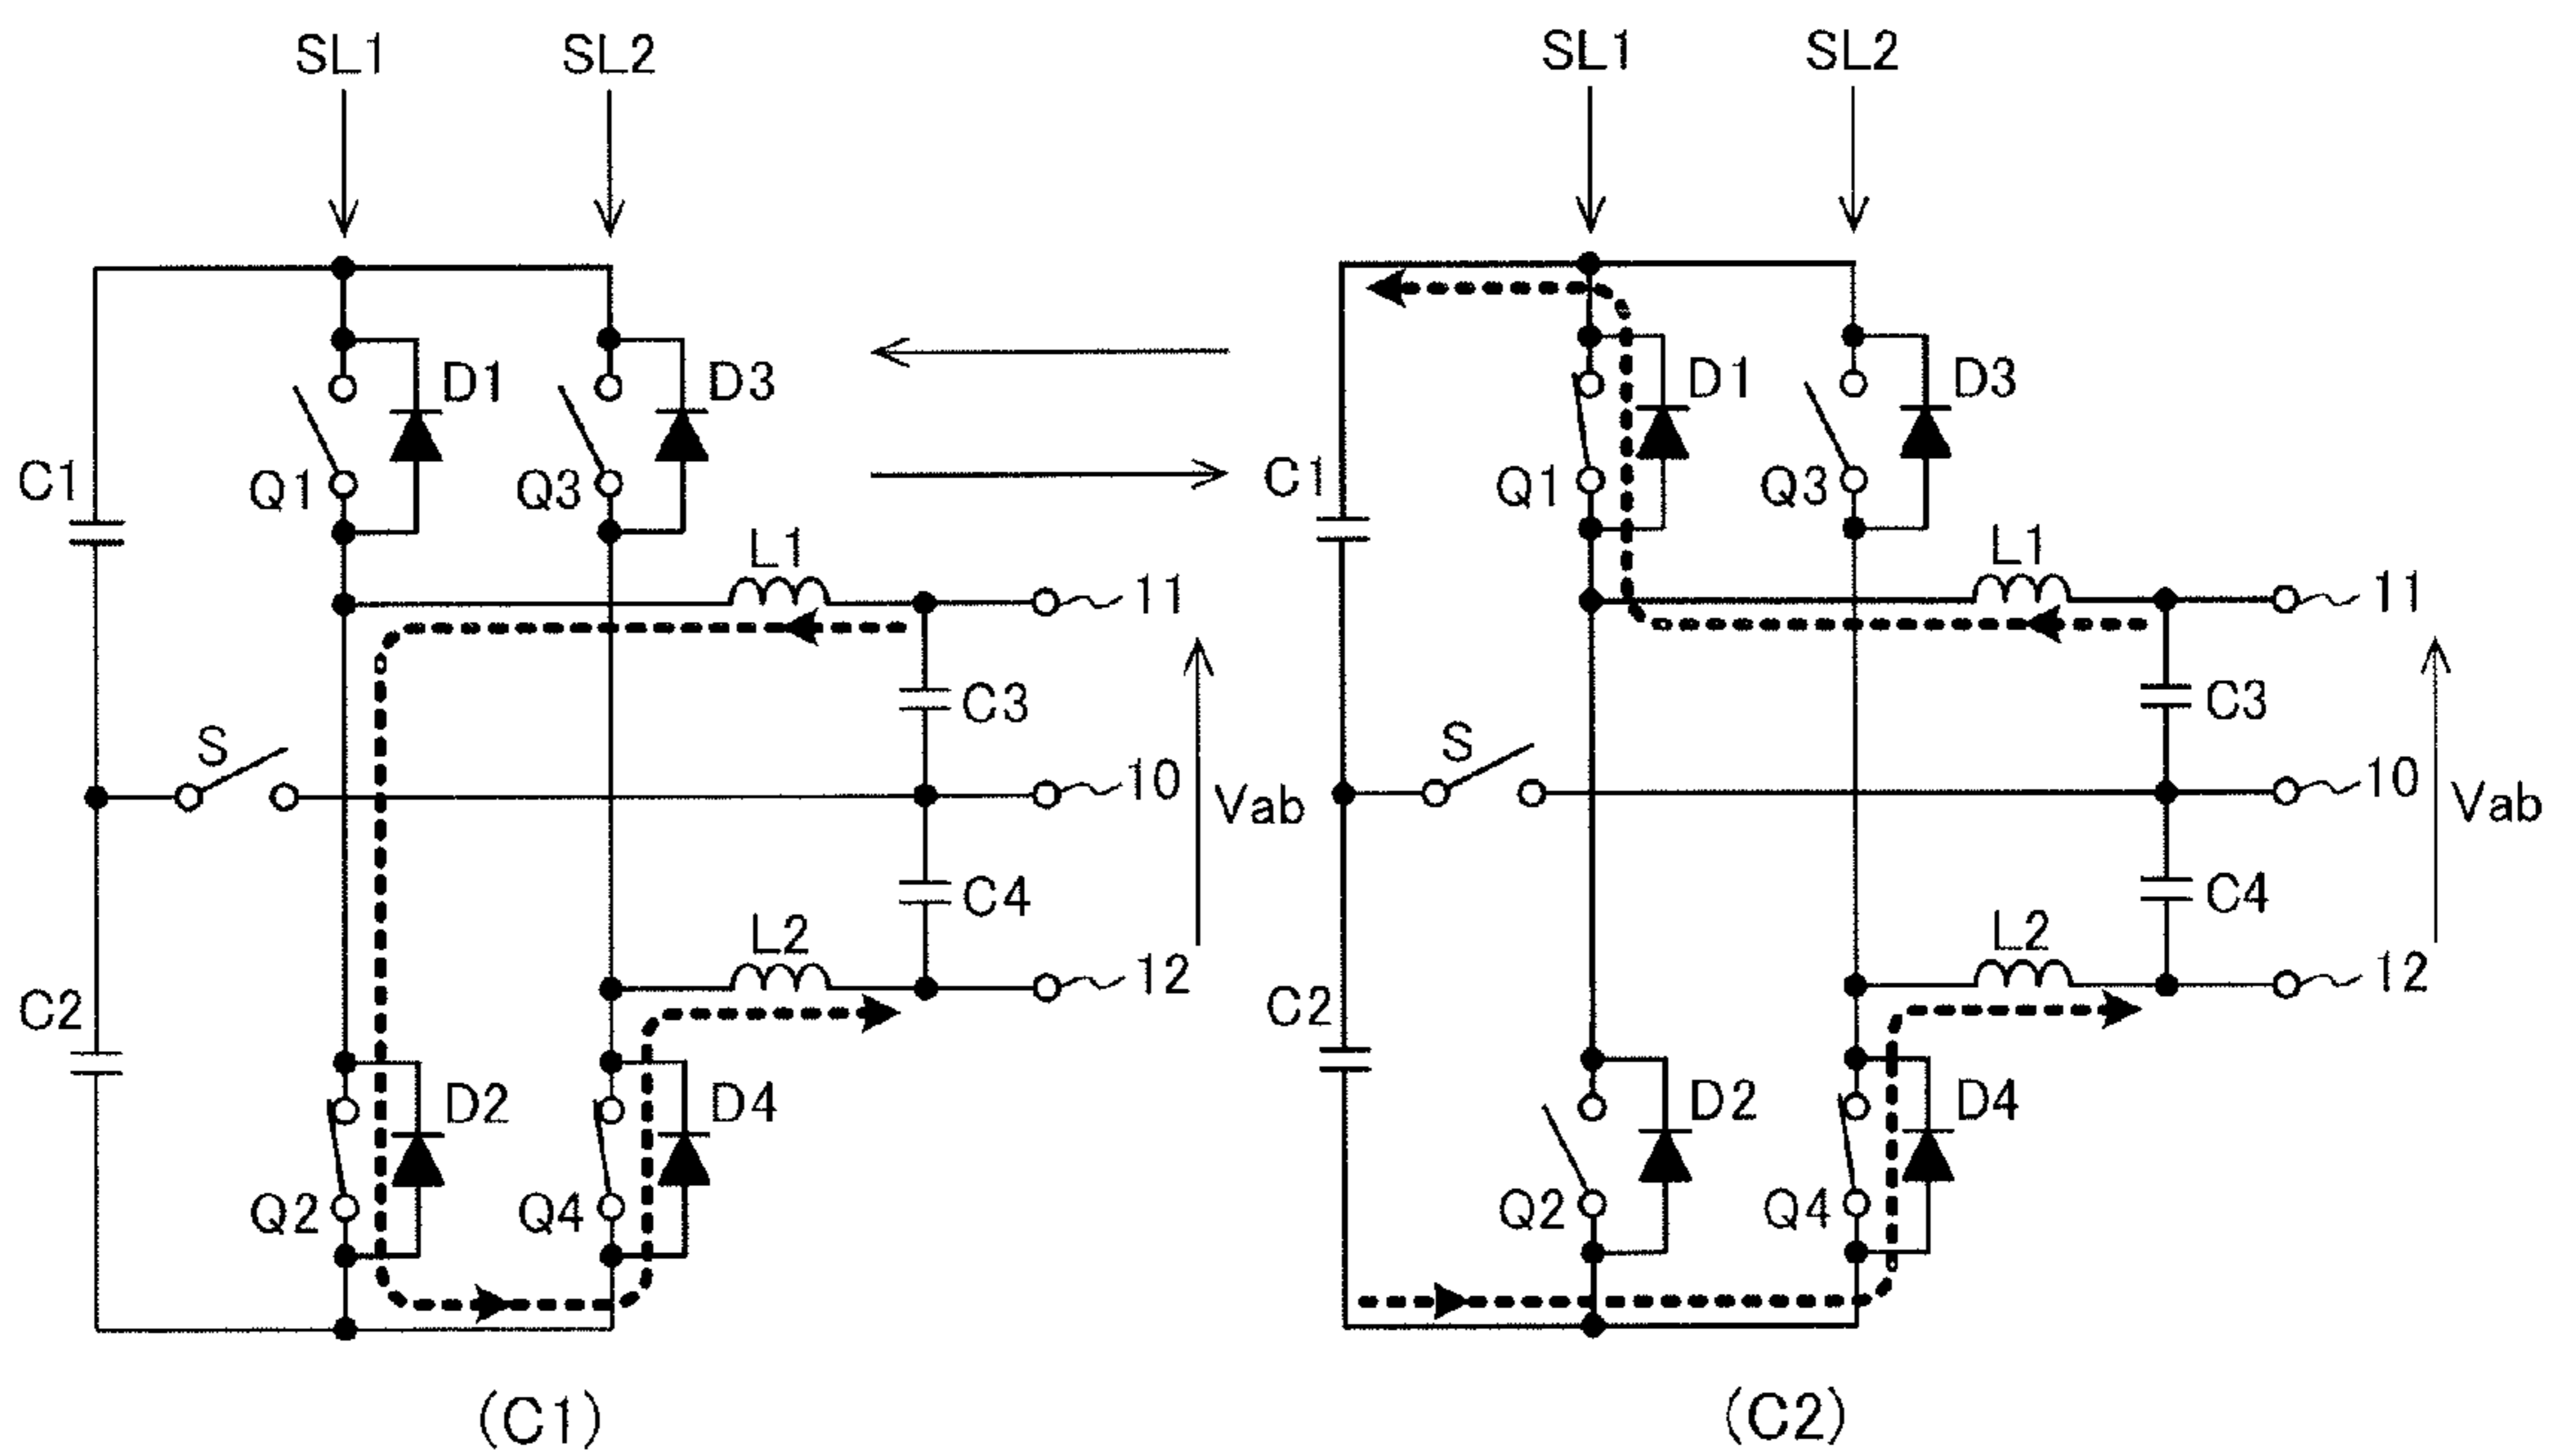 SL1 SL2
D1 D3
C1 Q1 Q3
L1
11
C3
S
10
Vab
C4
L2
12
C2
D2 D4
Q2 Q4
(C1)
SL1 SL2
D1 D3
C1 Q1 Q3
L1
11
C3
S
10
Vab
C4
L2
12
C2
D2 D4
Q2 Q4
(C2)